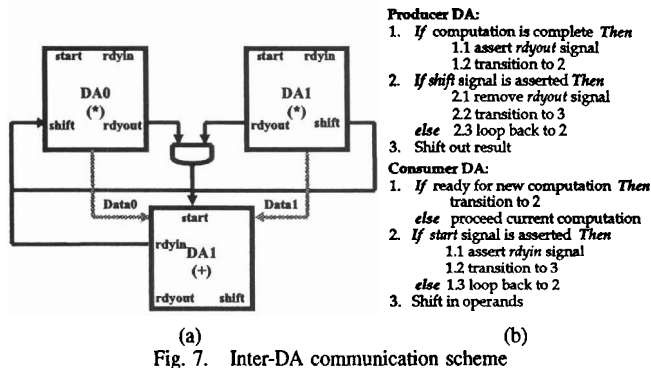 start rdyin
DA0
(*)
shift rdyout
start rdyin
DA1
(*)
rdyout shift
Data0
Data1
start
rdyin
DA1
(+)
rdyout shift
(a)
Producer DA:
1. If computation is complete Then
1.1 assert rdyout signal
1.2 transition to 2
2. If shift signal is asserted Then
2.1 remove rdyout signal
2.2 transition to 3
else 2.3 loop back to 2
3. Shift out result
Consumer DA:
1. If ready for new computation Then
transition to 2
else proceed current computation
2. If start signal is asserted Then
1.1 assert rdyin signal
1.2 transition to 3
else 1.3 loop back to 2
3. Shift in operands
(b)
Fig. 7. Inter-DA communication scheme